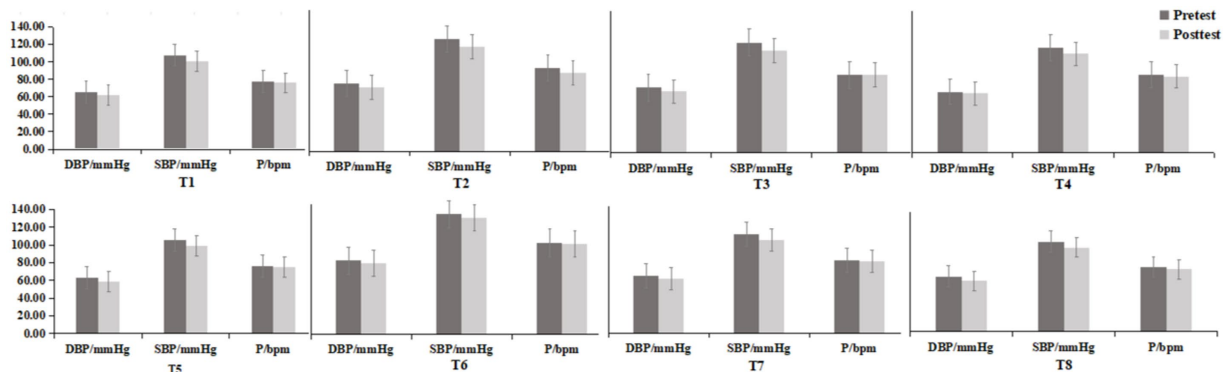 140.00
120.00
100.00
80.00
60.00
40.00
20.00
0.00
Pretest
Posttest
DBP/mmHg SBP/mmHg P/bpm DBP/mmHg SBP/mmHg P/bpm DBP/mmHg SBP/mmHg P/bpm DBP/mmHg SBP/mmHg P/bpm
T1 T2 T3 T4
140.00
120.00
100.00
80.00
60.00
40.00
20.00
0.00
DBP/mmHg SBP/mmHg P/bpm DBP/mmHg SBP/mmHg P/bpm DBP/mmHg SBP/mmHg P/bpm DBP/mmHg SBP/mmHg P/bpm
T5 T6 T7 T8